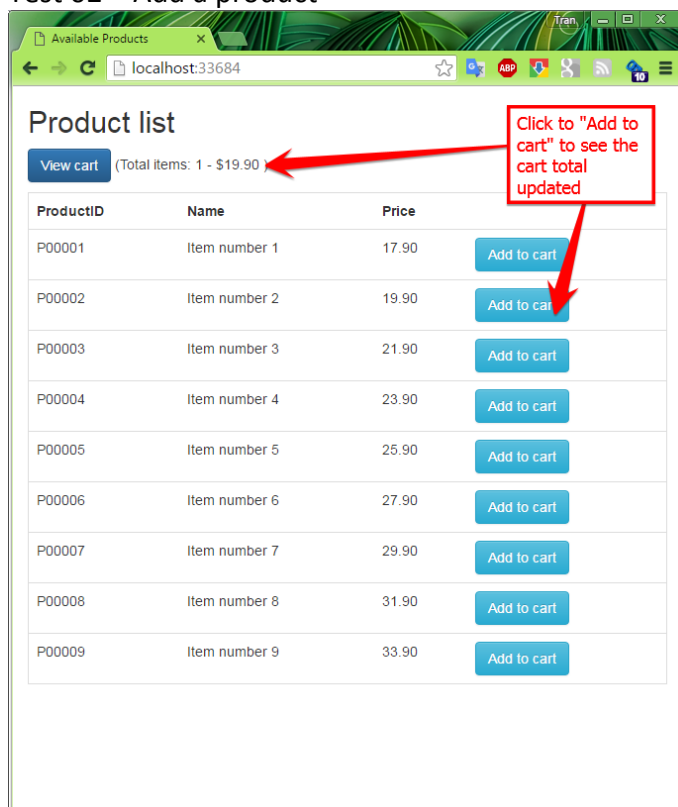 Test 02 – Add a product
Tran,
Available Products
localhost:33684
ABP
10
Product list
View cart (Total items: 1 - $19.90 )
Click to "Add to
cart" to see the
cart total
updated
ProductID Name Price
P00001 Item number 1 17.90 Add to cart
P00002 Item number 2 19.90 Add to cart
P00003 Item number 3 21.90 Add to cart
P00004 Item number 4 23.90 Add to cart
P00005 Item number 5 25.90 Add to cart
P00006 Item number 6 27.90 Add to cart
P00007 Item number 7 29.90 Add to cart
P00008 Item number 8 31.90 Add to cart
P00009 Item number 9 33.90 Add to cart